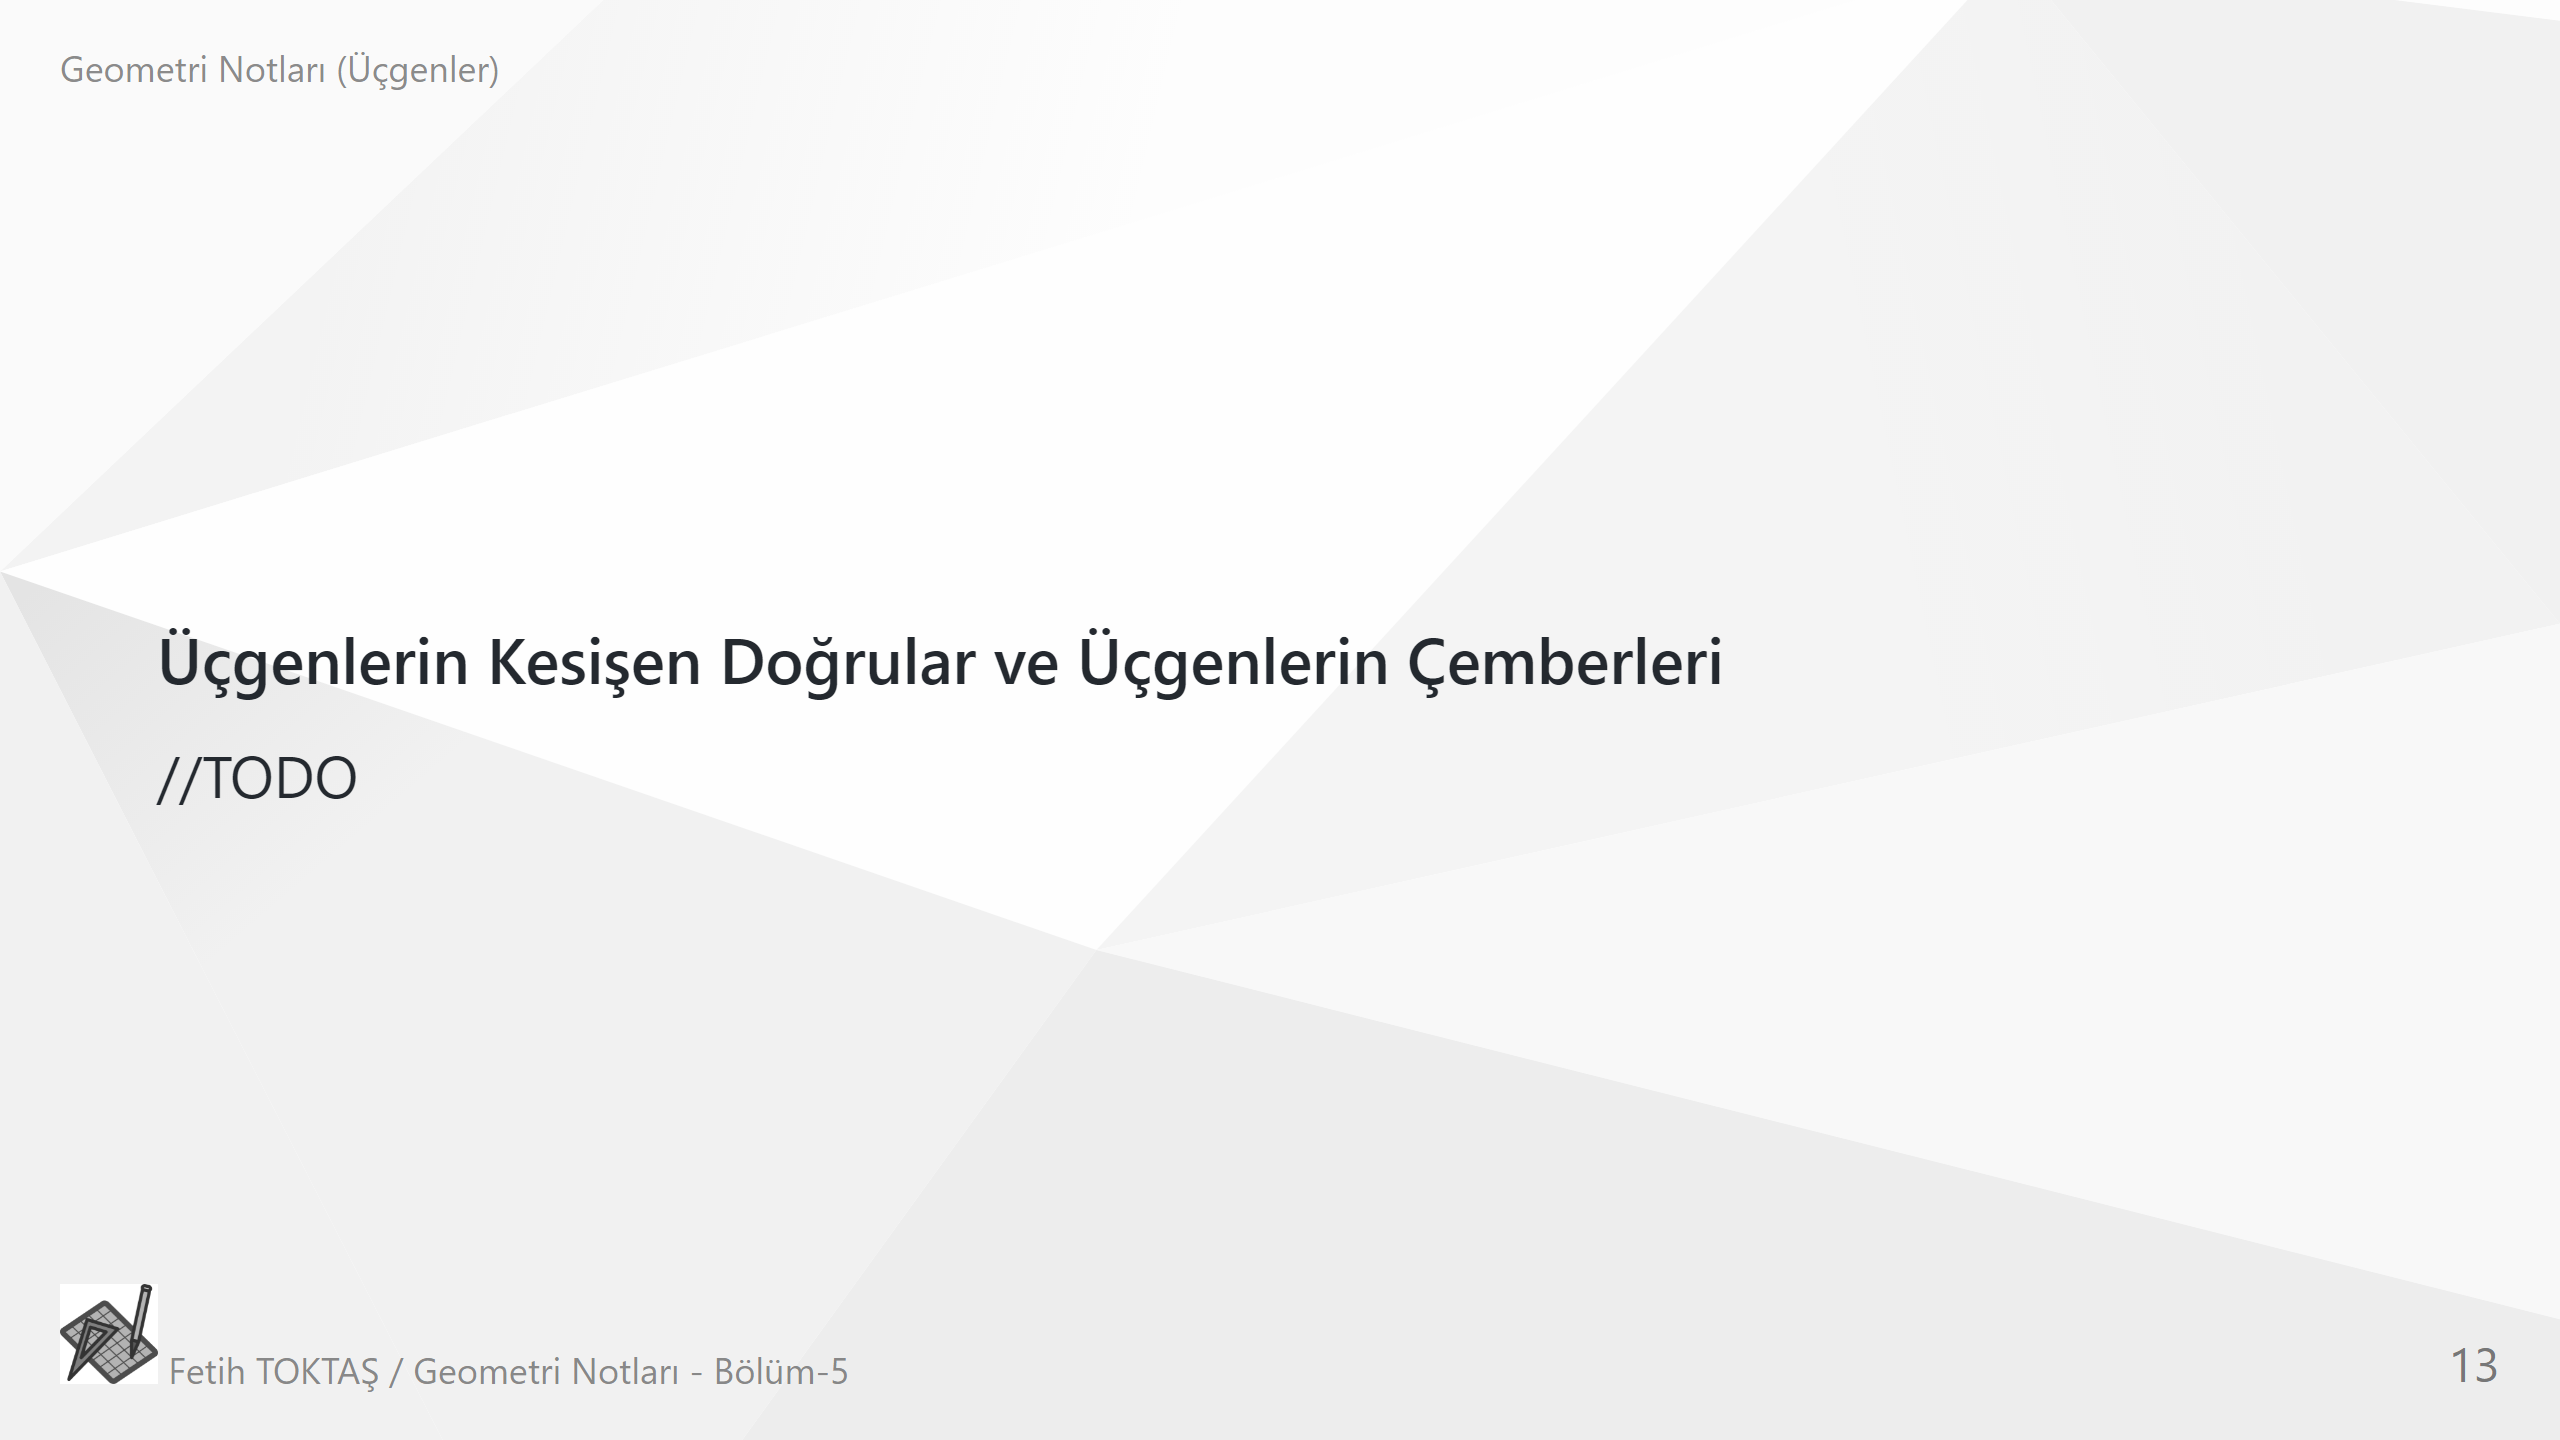 Geometri Notları (Üçgenler)
Üçgenlerin Kesişen Doğrular ve Üçgenlerin Çemberleri
//TODO
Fetih TOKTAŞ / Geometri Notları - Bölüm-5
13